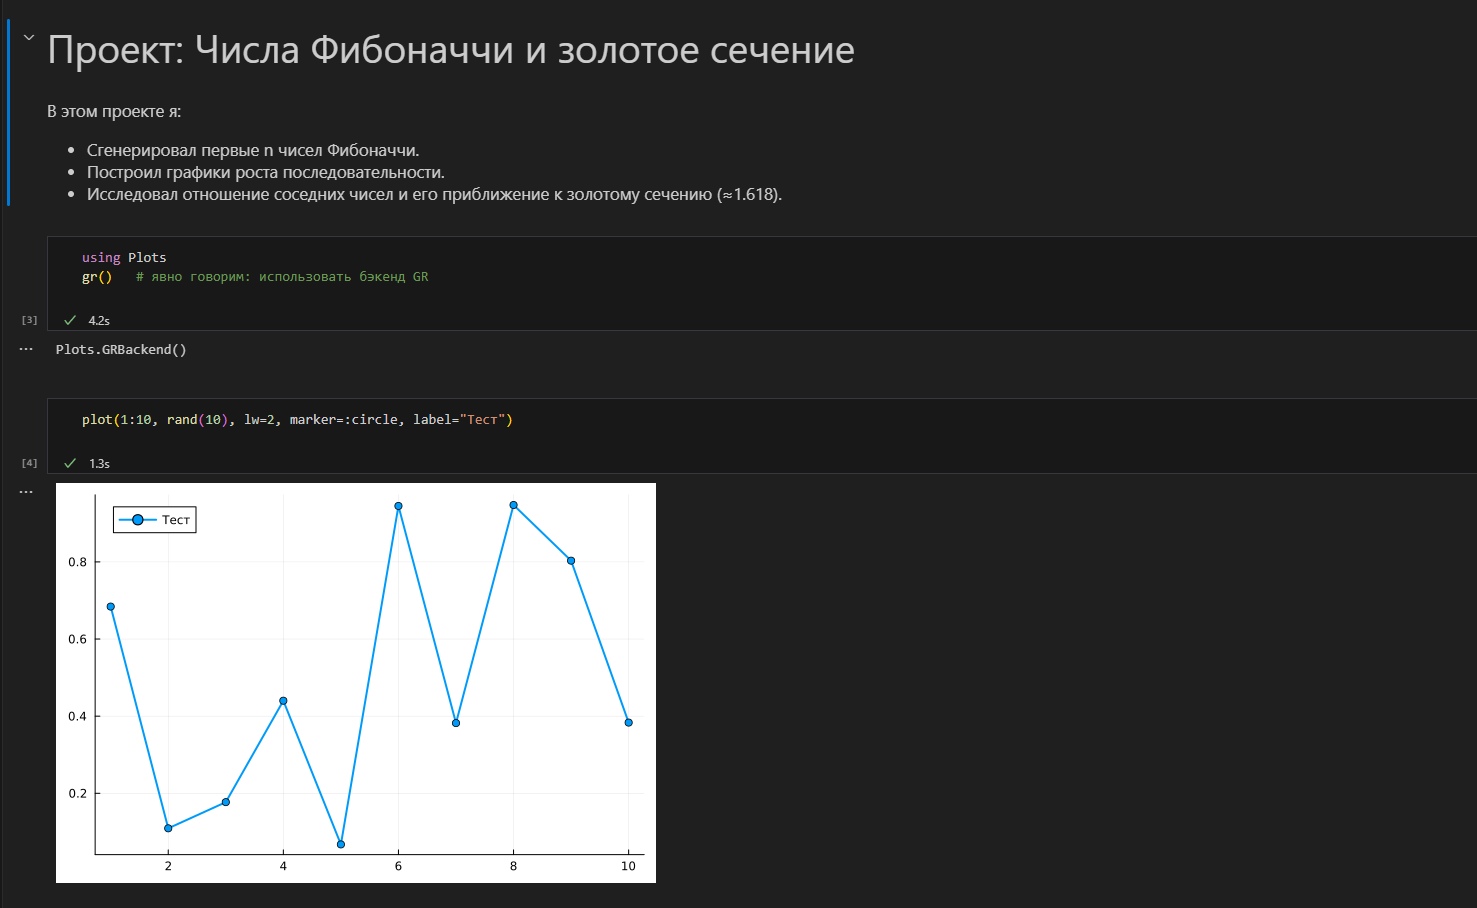 Проект: Числа Фибоначчи и золотое сечение
В этом проекте я:
• Сгенерировал первые n чисел Фибоначчи.
• Построил графики роста последовательности.
• Исследовал отношение соседних чисел и его приближение к золотому сечению (≈1.618).
using Plots
gr()   # явно говорим: использовать бэкенд GR
[3] ✓ 4.2s
... Plots.GRBackend()
plot(1:10, rand(10), lw=2, marker=:circle, label="Тест")
[4] ✓ 1.3s
...
Тест
0.8
0.6
0.4
0.2
2 4 6 8 10